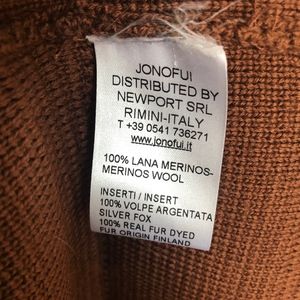 JONOFUI
DISTRIBUTED BY
NEWPORT SRL
RIMINI-ITALY
T +39 0541 736271
www.jonofui.it
100% LANA MERINOS-
MERINOS WOOL
INSERTI / INSERT
100% VOLPE ARGENTATA
SILVER FOX
100% REAL FUR DYED
FUR ORIGIN FINLAND